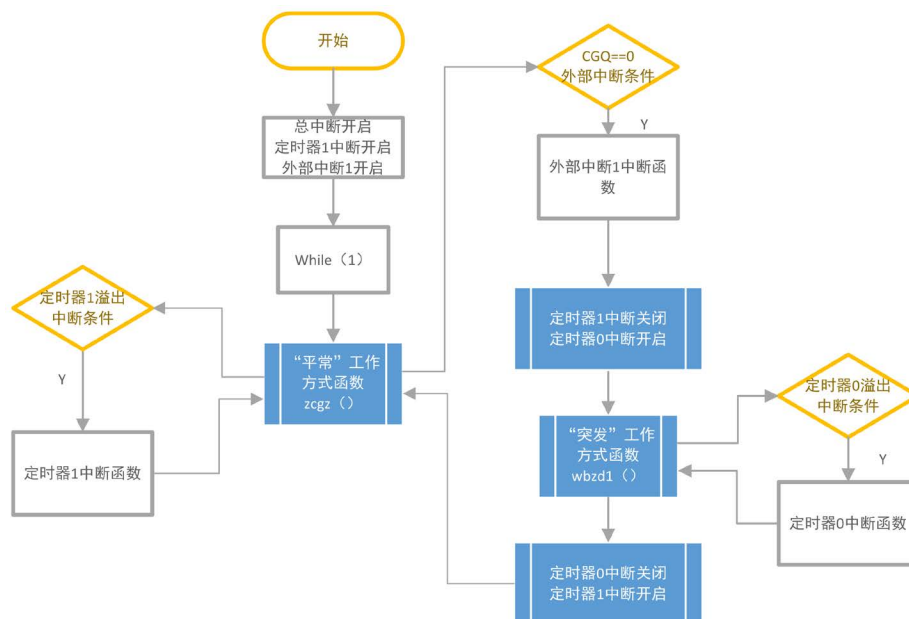 开始
总中断开启
定时器1中断开启
外部中断1开启
While（1）
定时器1溢出
中断条件
Y
定时器1中断函数
“平常”工作
方式函数
zcgz（）
CGQ==0
外部中断条件
Y
外部中断1中断函
数
定时器1中断关闭
定时器0中断开启
“突发”工作
方式函数
wbzd1（）
定时器0溢出
中断条件
Y
定时器0中断函数
定时器0中断关闭
定时器1中断开启